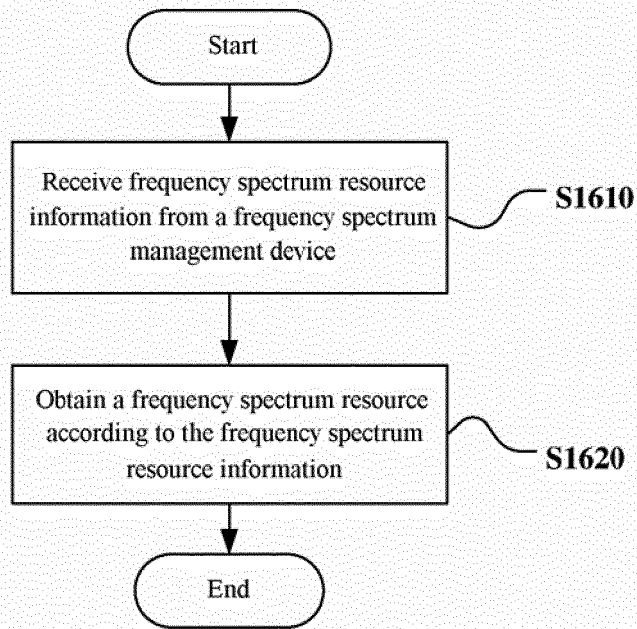 Start
Receive frequency spectrum resource
information from a frequency spectrum
management device
S1610
Obtain a frequency spectrum resource
according to the frequency spectrum
resource information
S1620
End